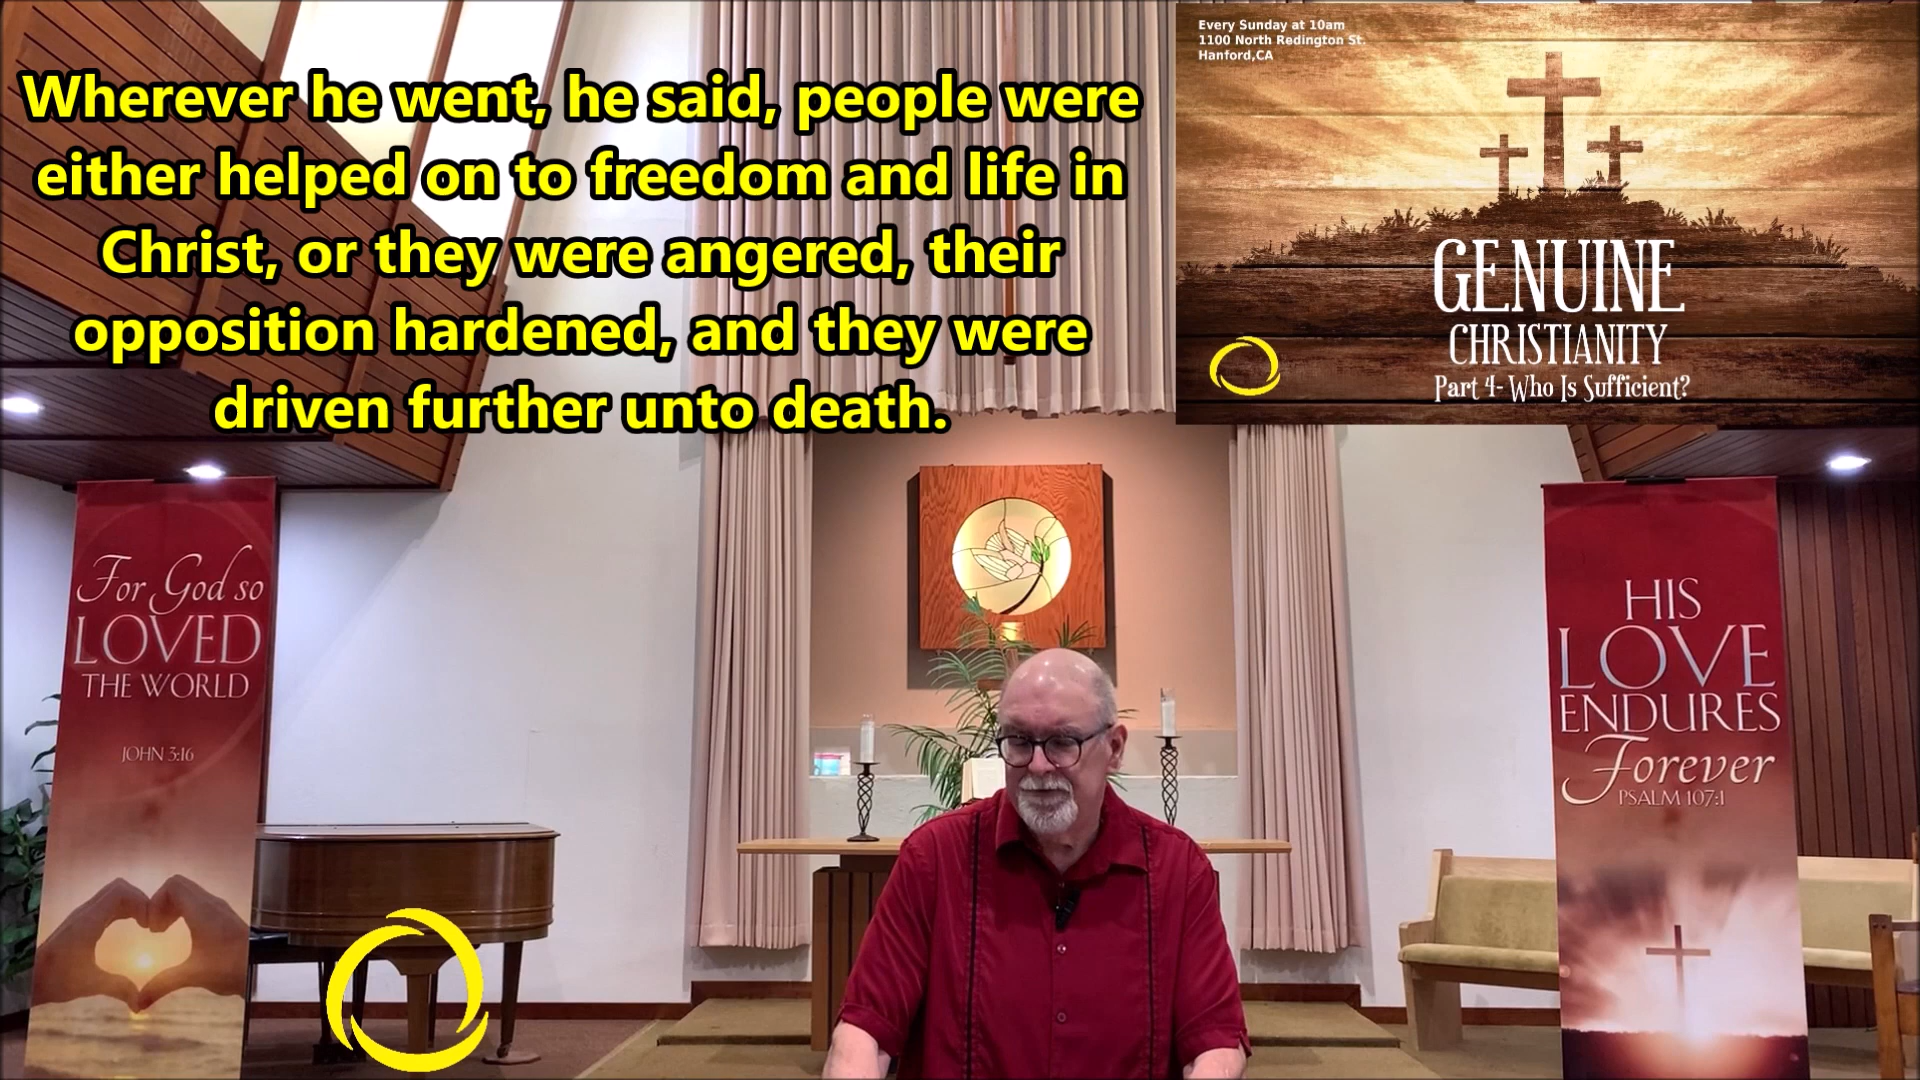 Wherever he went, he said, people were
either helped on to freedom and life in
Christ, or they were angered, their
opposition hardened, and they were
driven further unto death.
Every Sunday at 10am
1100 North Redington St.
Hanford,CA
GENUINE
CHRISTIANITY
Part 4- Who Is Sufficient?
For God so
LOVED
THE WORLD
JOHN 3:16
HIS
LOVE
ENDURES
Forever
PSALM 107:1